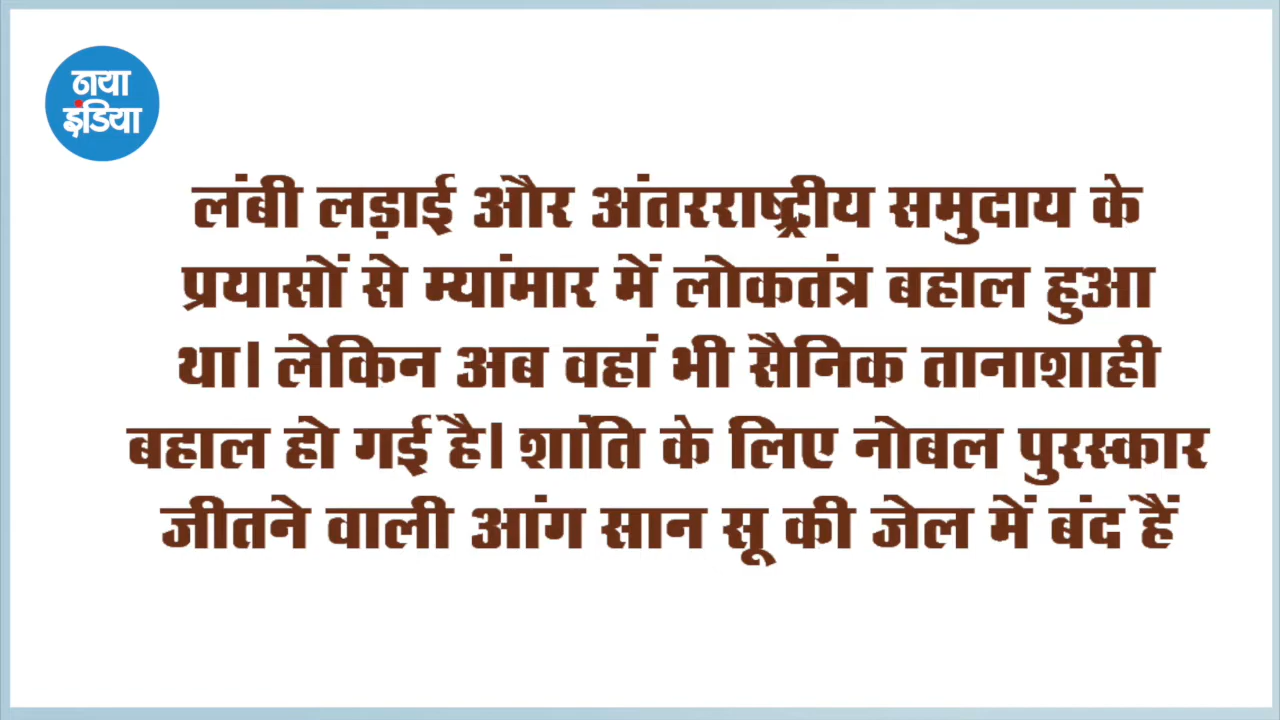 नया
इंडिया
लंबी लड़ाई और अंतरराष्ट्रीय समुदाय के
प्रयासों से म्यांमार में लोकतंत्र बहाल हुआ
था। लेकिन अब वहां भी सैनिक तानाशाही
बहाल हो गई है। शांति के लिए नोबल पुरस्कार
जीतने वाली आंग सान सू की जेल में बंद हैं